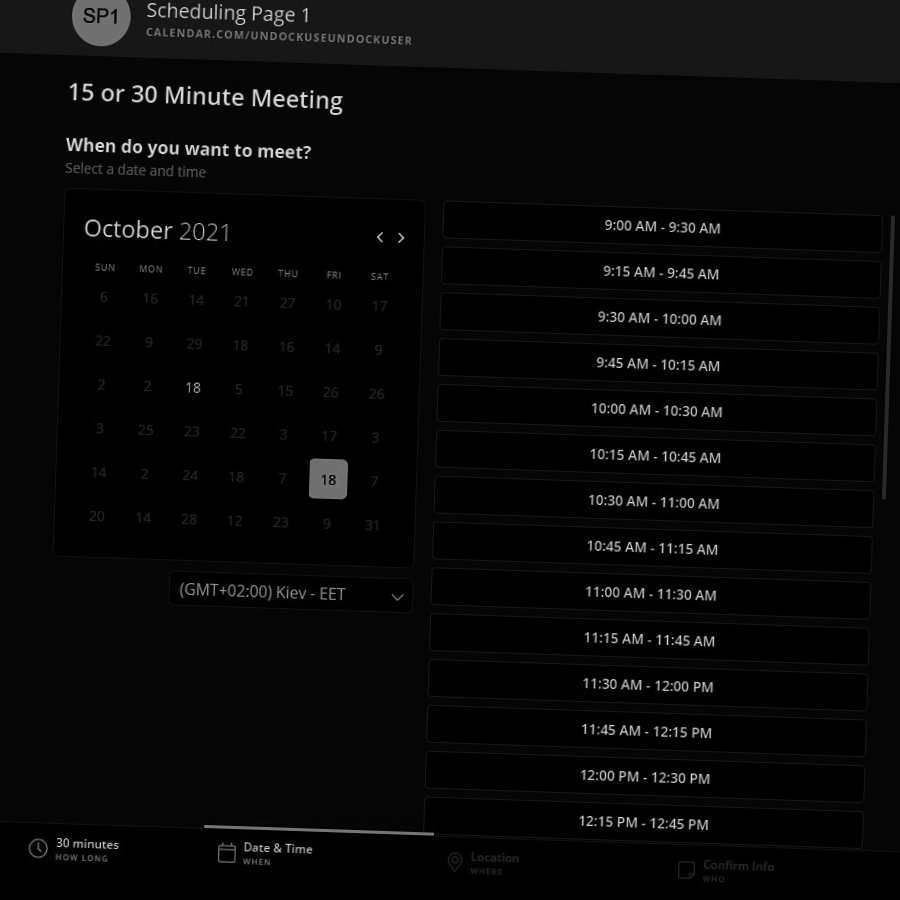 SP1
Scheduling Page 1
CALENDAR.COM/UNDOCKUSEUNDOCKUSER
15 or 30 Minute Meeting
When do you want to meet?
Select a date and time
October 2021
SUN MON TUE WED THU FRI SAT
6 16 14 21 27 10 17
22 9 29 18 16 14 9
2 2 18 5 15 26 26
3 25 23 22 3 17 3
14 2 24 18 7 18 7
20 14 28 12 23 9 31
(GMT+02:00) Kiev - EET
9:00 AM - 9:30 AM
9:15 AM - 9:45 AM
9:30 AM - 10:00 AM
9:45 AM - 10:15 AM
10:00 AM - 10:30 AM
10:15 AM - 10:45 AM
10:30 AM - 11:00 AM
10:45 AM - 11:15 AM
11:00 AM - 11:30 AM
11:15 AM - 11:45 AM
11:30 AM - 12:00 PM
11:45 AM - 12:15 PM
12:00 PM - 12:30 PM
12:15 PM - 12:45 PM
30 minutes
HOW LONG
Date & Time
WHEN
Location
WHERE
Confirm Info
WHO